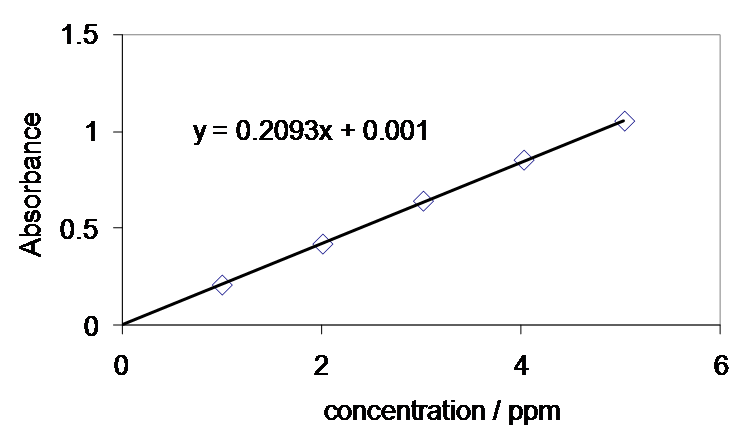 1.5
1
0.5
0
Absorbance
y = 0.2093x + 0.001
0
2
4
6
concentration / ppm